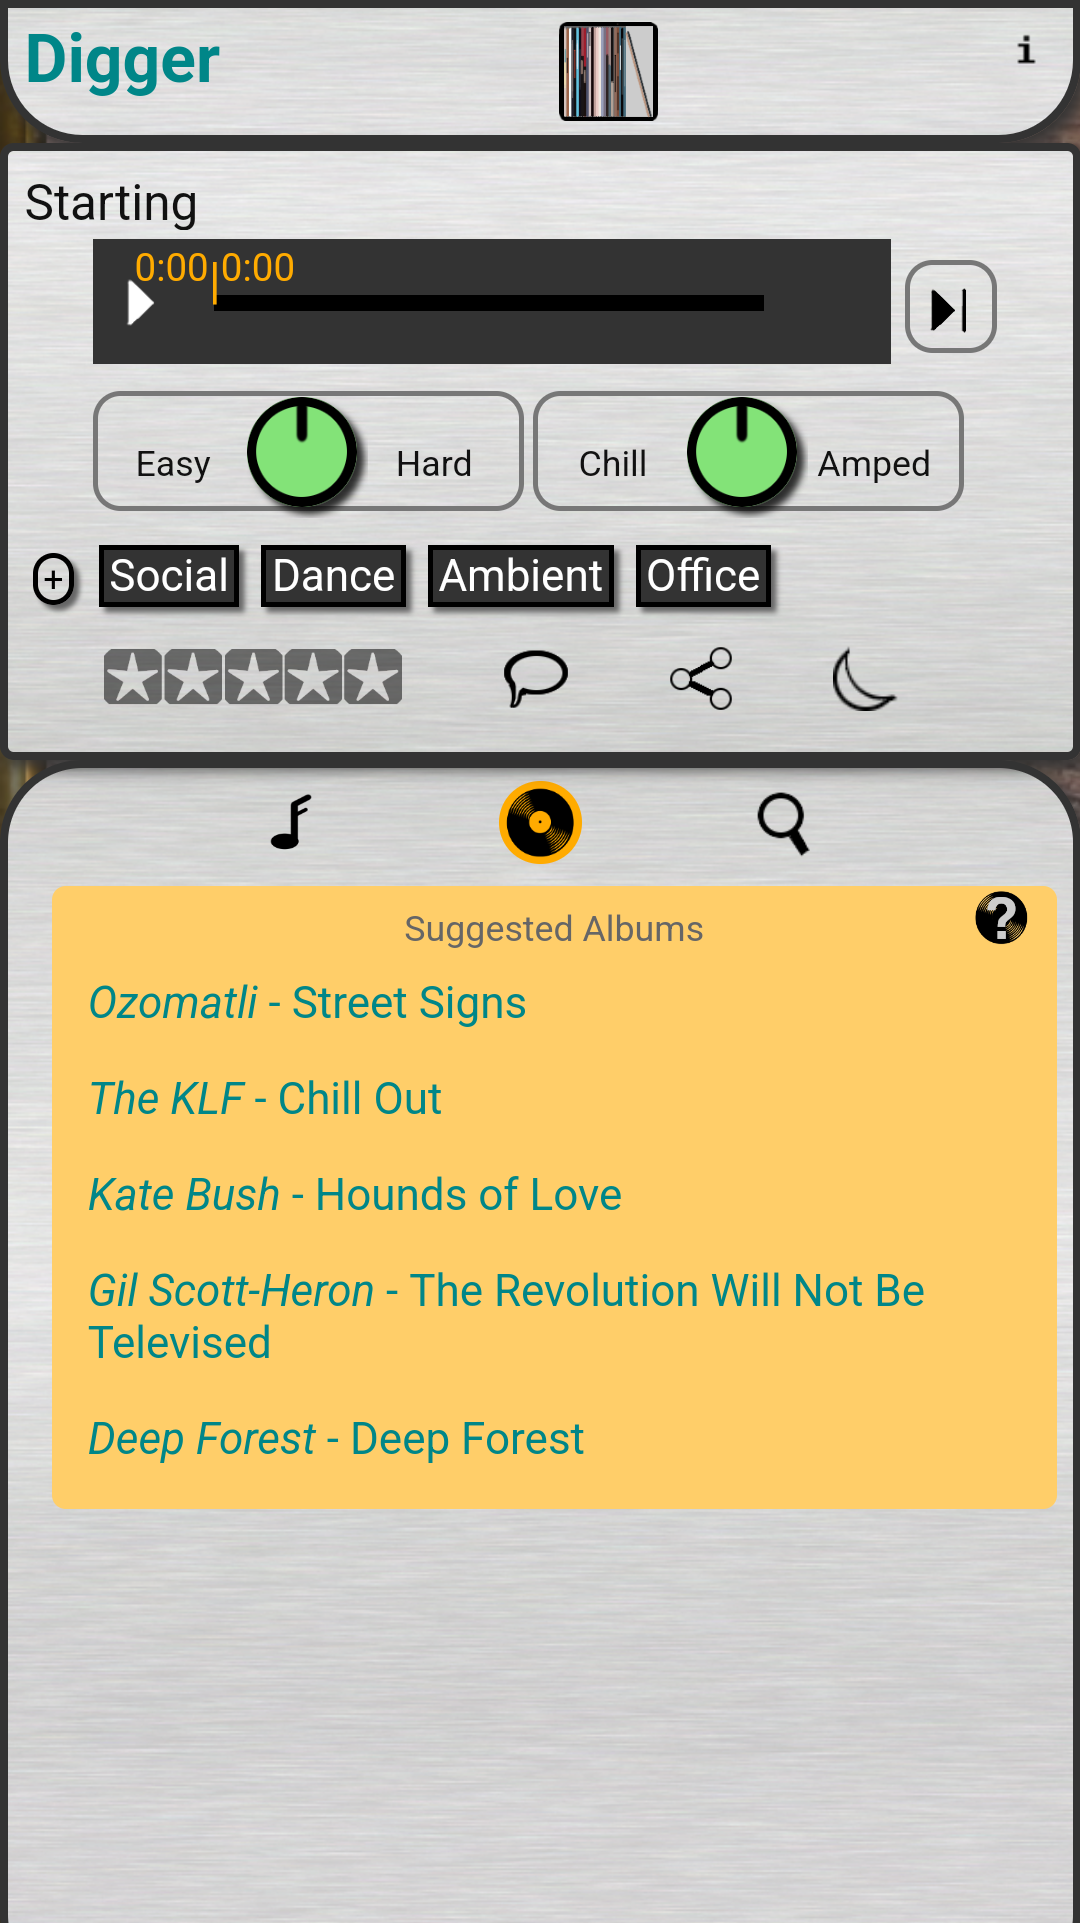 Digger
i
Starting
0:00 0:00
Easy Hard Chill Amped
+ Social Dance Ambient Office
Suggested Albums ?
Ozomatli - Street Signs
The KLF - Chill Out
Kate Bush - Hounds of Love
Gil Scott-Heron - The Revolution Will Not Be
Televised
Deep Forest - Deep Forest